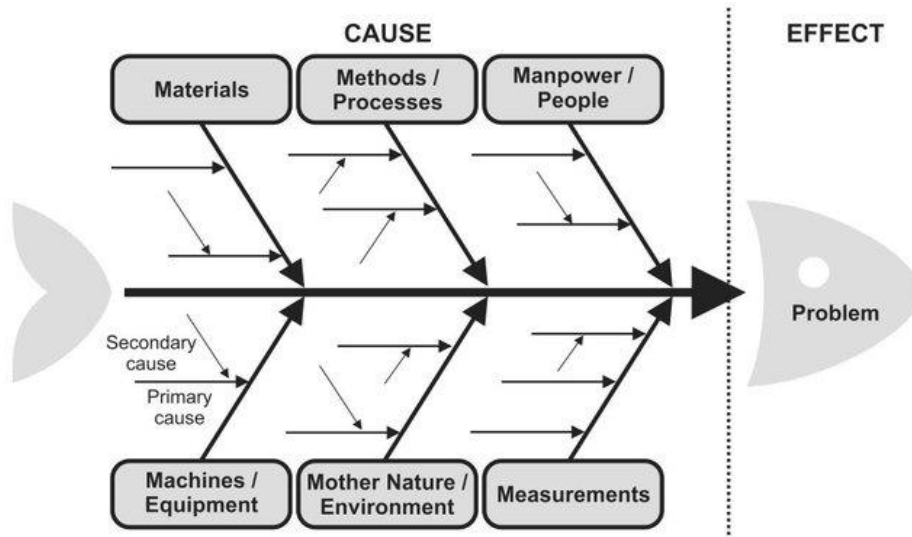 CAUSE
EFFECT
Materials
Methods /
Processes
Manpower /
People
Problem
Secondary
cause
Primary
cause
Machines /
Equipment
Mother Nature /
Environment
Measurements